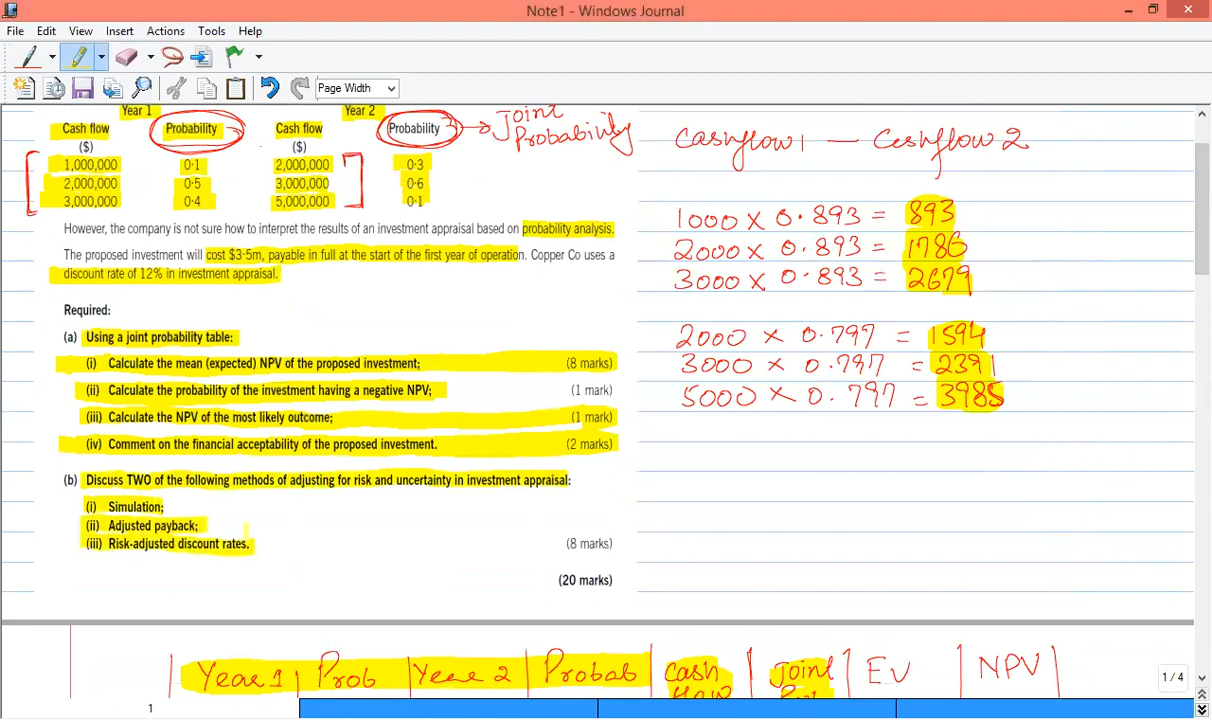 Note1 - Windows Journal
File Edit View Insert Actions Tools Help
Page Width
Year 1 Year 2
Cash flow Probability Cash flow Probability
($) ($)
1,000,000 0·1 2,000,000 0·3
2,000,000 0·5 3,000,000 0·6
3,000,000 0·4 5,000,000 0·1
Joint
Probability
However, the company is not sure how to interpret the results of an investment appraisal based on probability analysis.
The proposed investment will cost $3·5m, payable in full at the start of the first year of operation. Copper Co uses a
discount rate of 12% in investment appraisal.
Required:
(a) Using a joint probability table:
(i) Calculate the mean (expected) NPV of the proposed investment; (8 marks)
(ii) Calculate the probability of the investment having a negative NPV; (1 mark)
(iii) Calculate the NPV of the most likely outcome; (1 mark)
(iv) Comment on the financial acceptability of the proposed investment. (2 marks)
(b) Discuss TWO of the following methods of adjusting for risk and uncertainty in investment appraisal:
(i) Simulation;
(ii) Adjusted payback;
(iii) Risk-adjusted discount rates. (8 marks)
(20 marks)
Cashflow 1 — Cashflow 2
1000 × 0.893 = 893
2000 × 0.893 = 1786
3000 × 0.893 = 2679
2000 × 0.797 = 1594
3000 × 0.797 = 2391
5000 × 0.797 = 3985
Year 1 Prob Year 2 Probab Cash Joint EV NPV
flow
1 / 4
1